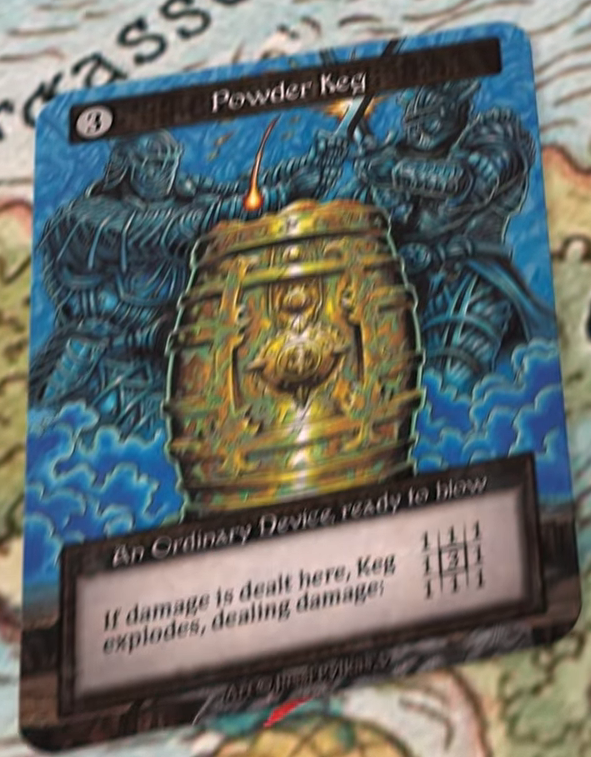 3 Powder Keg
An Ordinary Device, ready to blow
If damage is dealt here, Keg
explodes, dealing damage:
1 1 1
1 3 1
1 1 1